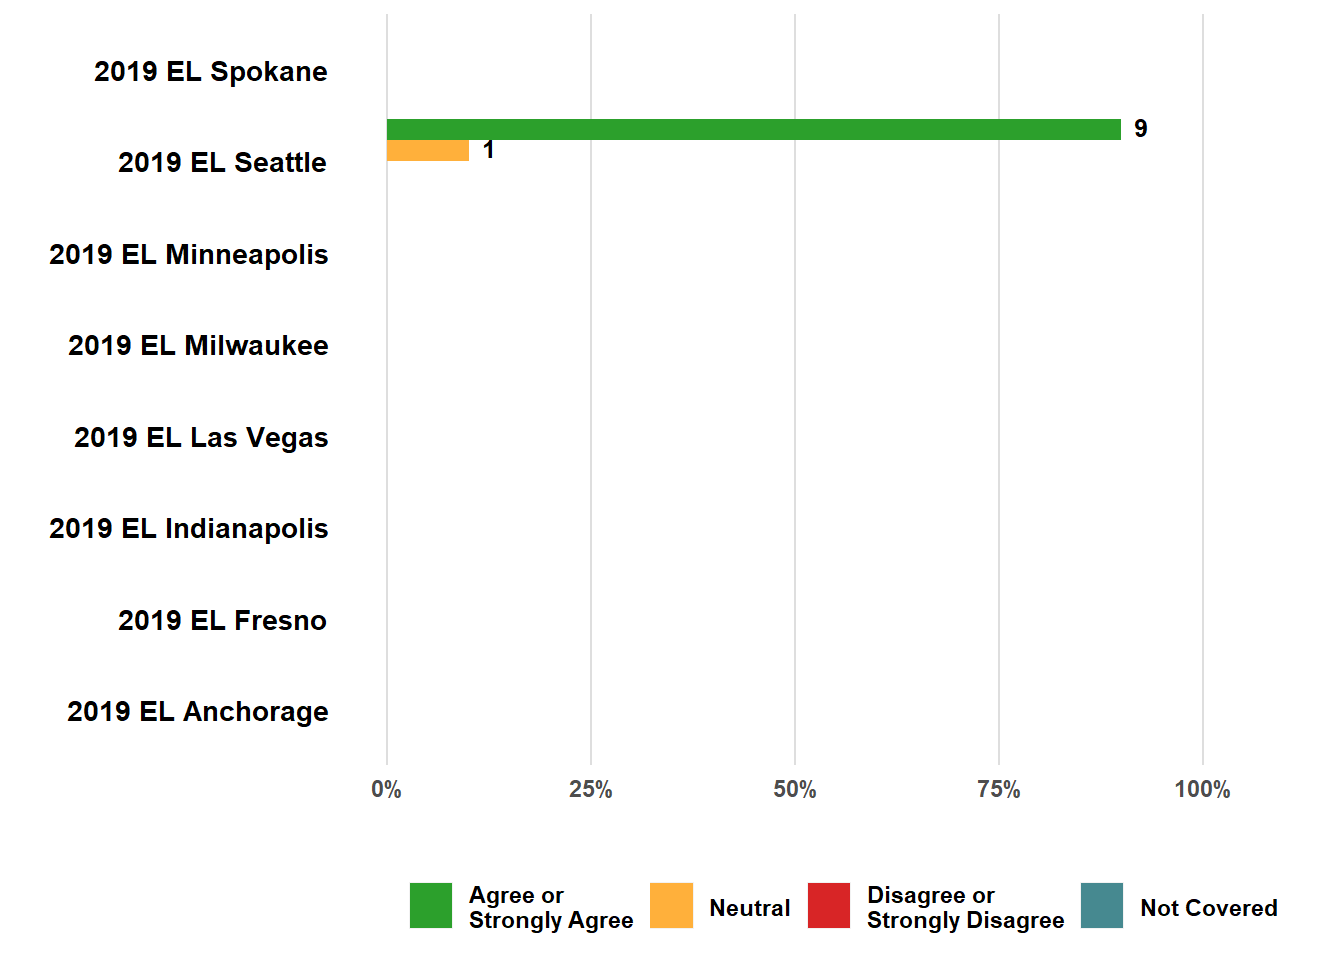 2019 EL Spokane
9
1
2019 EL Seattle
2019 EL Minneapolis
2019 EL Milwaukee
2019 EL Las Vegas
2019 EL Indianapolis
2019 EL Fresno
2019 EL Anchorage
0% 25% 50% 75% 100%
Agree or
Strongly Agree
Neutral
Disagree or
Strongly Disagree
Not Covered